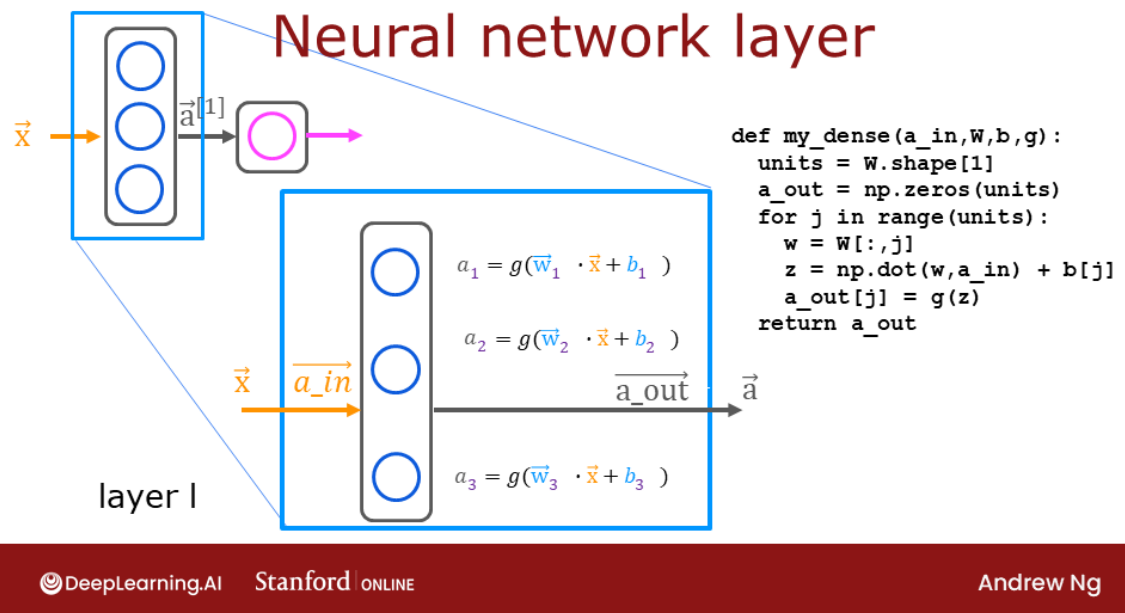 Neural network layer
x⃗
a⃗[1]
def my_dense(a_in,W,b,g):
  units = W.shape[1]
  a_out = np.zeros(units)
  for j in range(units):
    w = W[:,j]
    z = np.dot(w,a_in) + b[j]
    a_out[j] = g(z)
  return a_out
a₁ = g(w⃗₁ · x⃗ + b₁ )
a₂ = g(w⃗₂ · x⃗ + b₂ )
x⃗ a_in a_out a⃗
a₃ = g(w⃗₃ · x⃗ + b₃ )
layer l
DeepLearning.AI Stanford ONLINE Andrew Ng